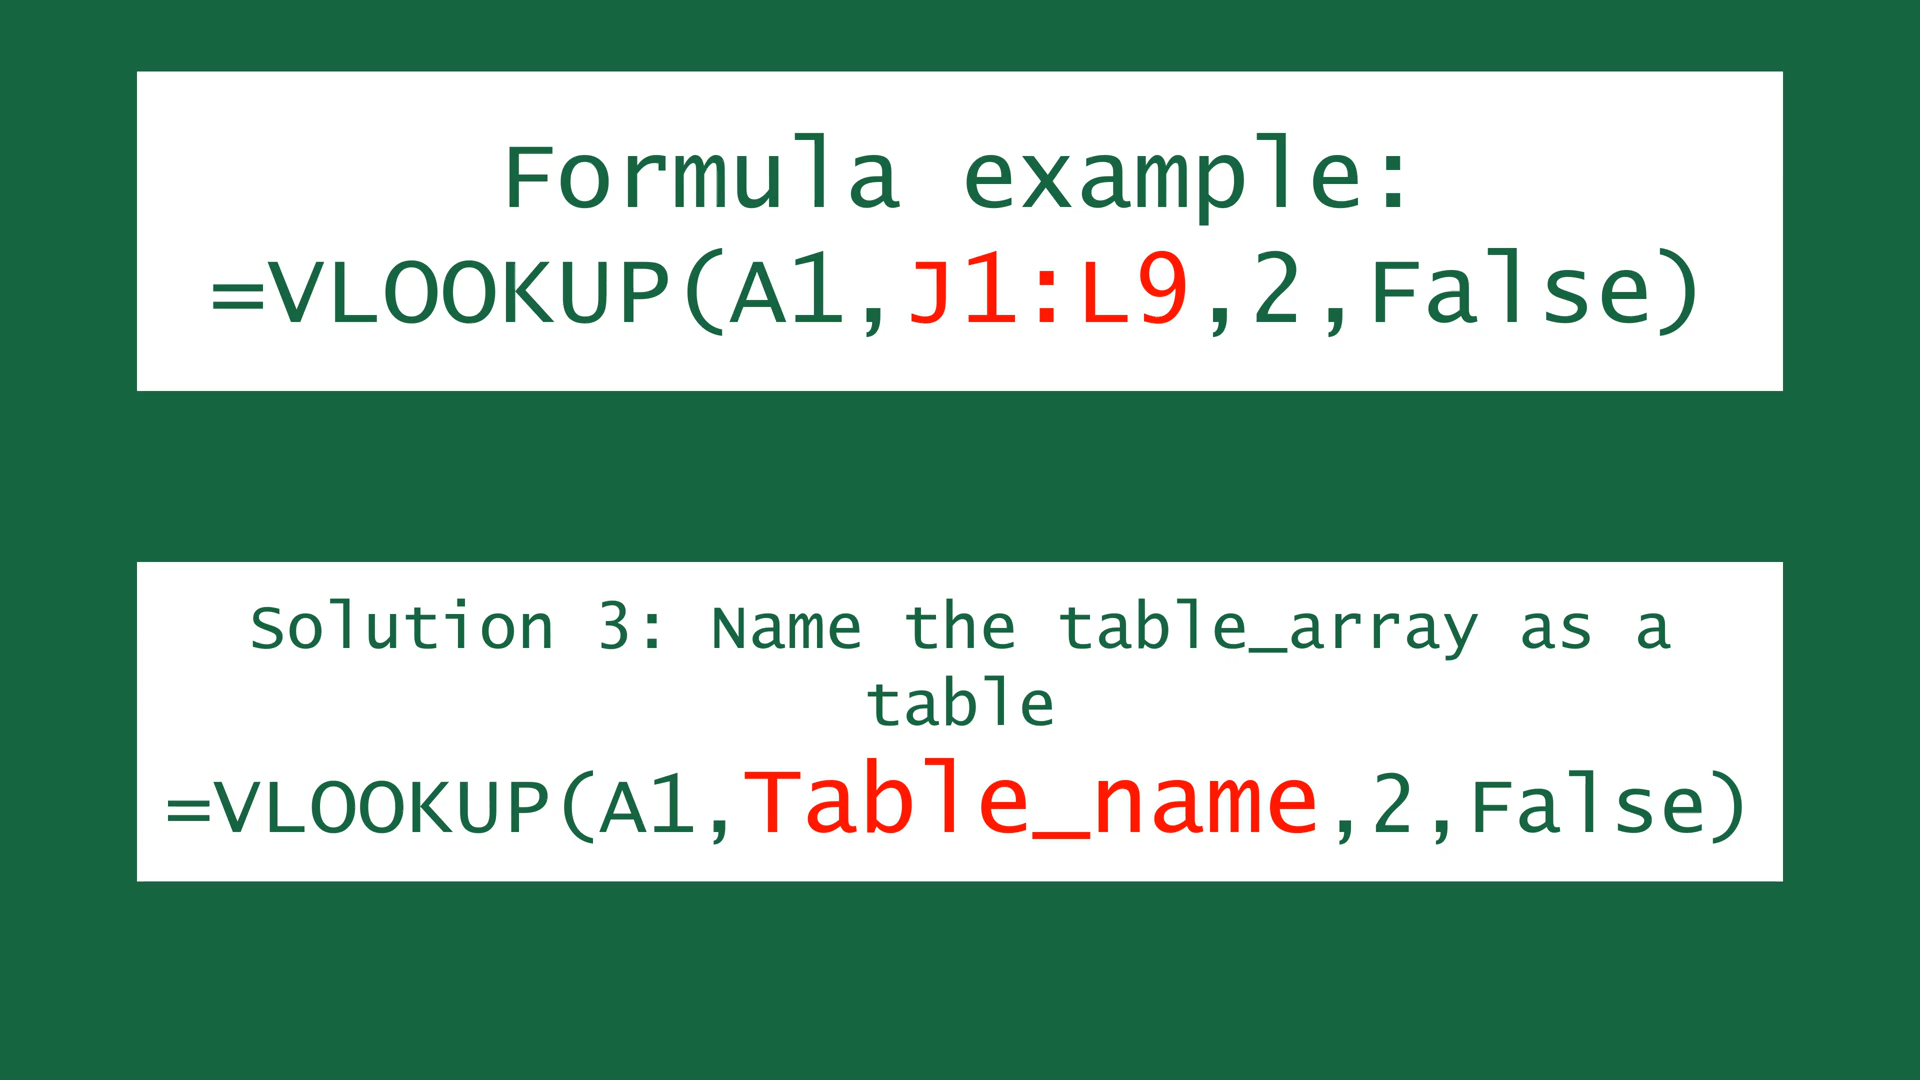 Formula example:
=VLOOKUP(A1,J1:L9,2,False)
Solution 3: Name the table_array as a
table
=VLOOKUP(A1,Table_name,2,False)